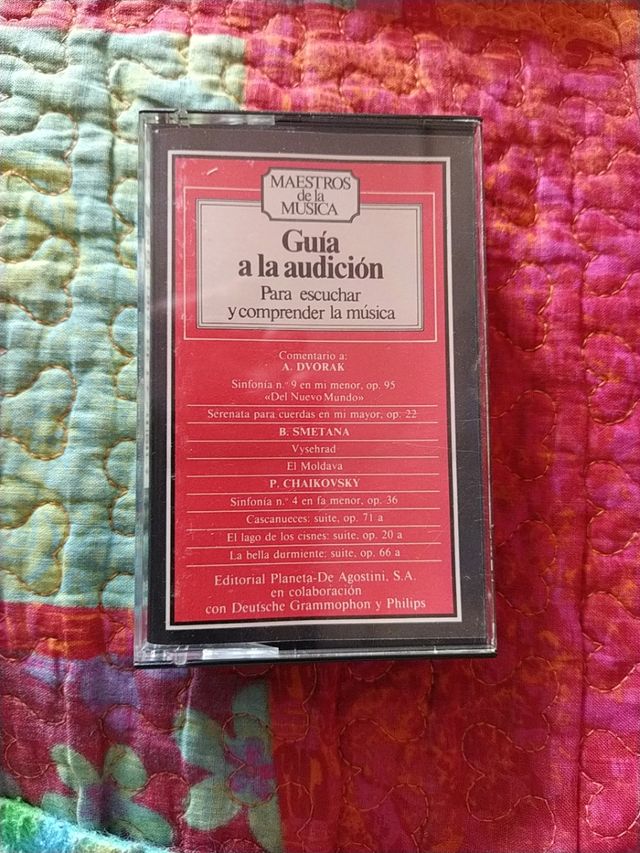 MAESTROS
de la
MUSICA
Guía
a la audición
Para escuchar
y comprender la música
Comentario a:
A. DVORAK
Sinfonía n.º 9 en mi menor, op. 95
«Del Nuevo Mundo»
Serenata para cuerdas en mi mayor, op. 22
B. SMETANA
Vysehrad
El Moldava
P. CHAIKOVSKY
Sinfonía n.º 4 en fa menor, op. 36
Cascanueces: suite, op. 71 a
El lago de los cisnes: suite, op. 20 a
La bella durmiente: suite, op. 66 a
Editorial Planeta-De Agostini, S.A.
en colaboración
con Deutsche Grammophon y Philips